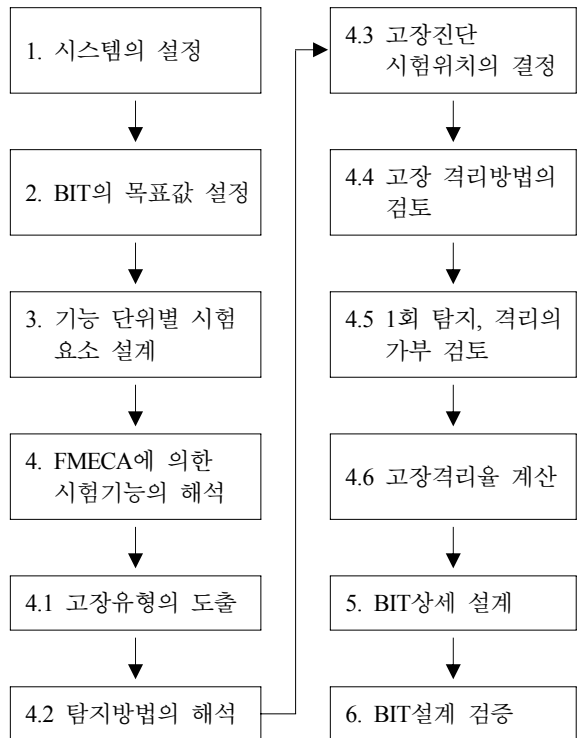 1. 시스템의 설정
2. BIT의 목표값 설정
3. 기능 단위별 시험
요소 설계
4. FMECA에 의한
시험기능의 해석
4.1 고장유형의 도출
4.2 탐지방법의 해석
4.3 고장진단
시험위치의 결정
4.4 고장 격리방법의
검토
4.5 1회 탐지, 격리의
가부 검토
4.6 고장격리율 계산
5. BIT상세 설계
6. BIT설계 검증